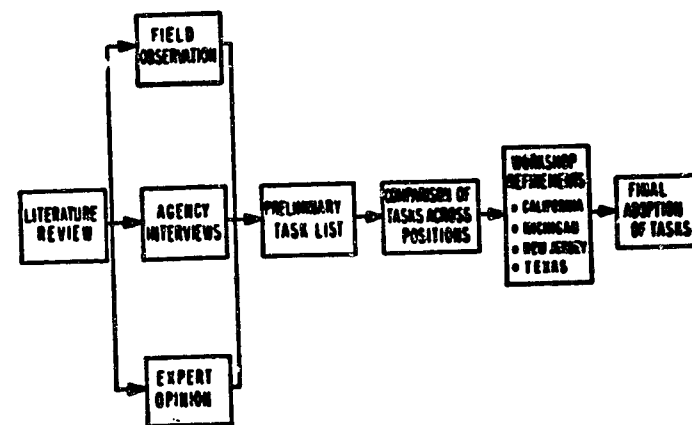 FIELD
OBSERVATION
LITERATURE
REVIEW
AGENCY
INTERVIEWS
EXPERT
OPINION
PRELIMINARY
TASK LIST
COMPARISON OF
TASKS ACROSS
POSITIONS
WORKSHOP
REFINEMENTS
• CALIFORNIA
• MICHIGAN
• NEW JERSEY
• TEXAS
FINAL
ADOPTION
OF TASKS